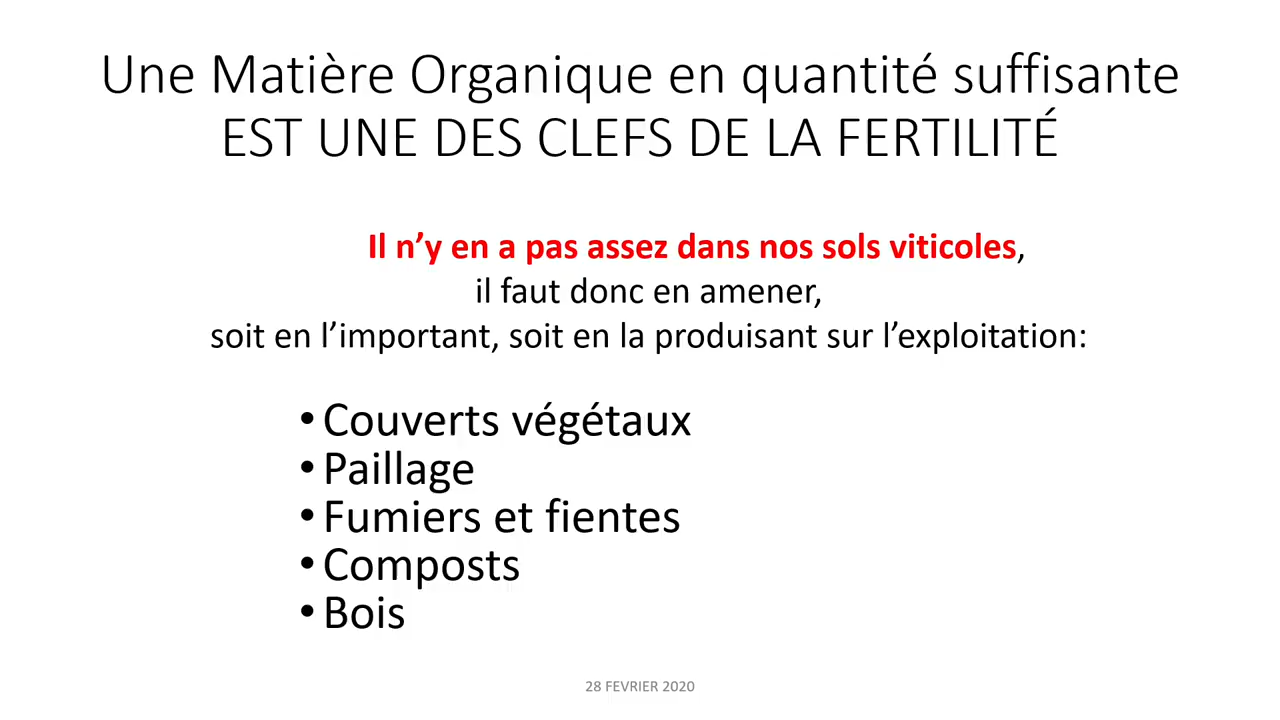 Une Matière Organique en quantité suffisante
EST UNE DES CLEFS DE LA FERTILITÉ
Il n’y en a pas assez dans nos sols viticoles,
il faut donc en amener,
soit en l’important, soit en la produisant sur l’exploitation:
• Couverts végétaux
• Paillage
• Fumiers et fientes
• Composts
• Bois
28 FEVRIER 2020